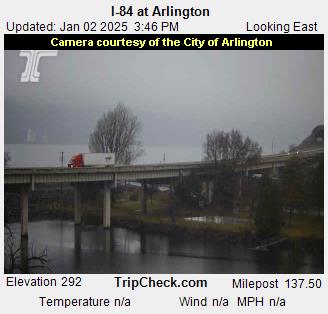 I-84 at Arlington
Updated: Jan 02 2025 3:46 PM Looking East
Camera courtesy of the City of Arlington
Elevation 292 TripCheck.com Milepost 137.50
Temperature n/a Wind n/a MPH n/a